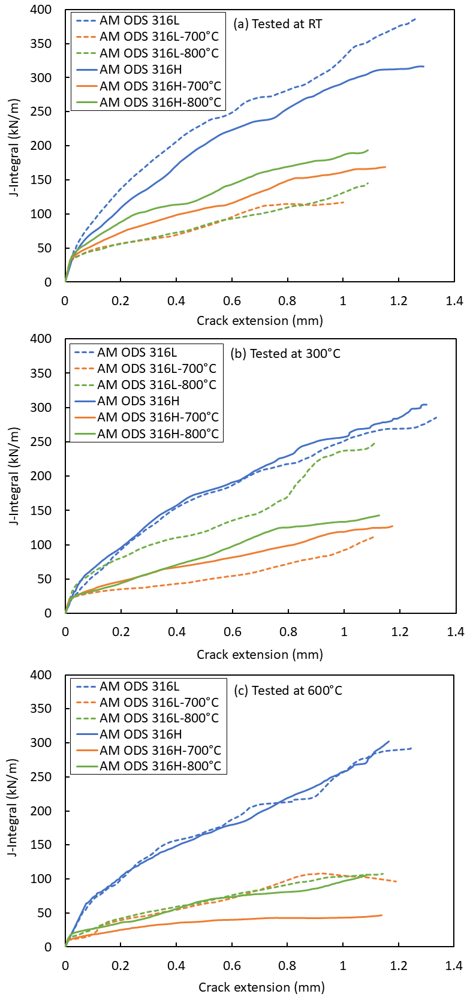 400
350
300
250
200
150
100
50
0
J-Integral (kN/m)
AM ODS 316L
AM ODS 316L-700°C
AM ODS 316L-800°C
AM ODS 316H
AM ODS 316H-700°C
AM ODS 316H-800°C
(a) Tested at RT
0 0.2 0.4 0.6 0.8 1 1.2 1.4
Crack extension (mm)
400
350
300
250
200
150
100
50
0
J-Integral (kN/m)
AM ODS 316L
AM ODS 316L-700°C
AM ODS 316L-800°C
AM ODS 316H
AM ODS 316H-700°C
AM ODS 316H-800°C
(b) Tested at 300°C
0 0.2 0.4 0.6 0.8 1 1.2 1.4
Crack extension (mm)
400
350
300
250
200
150
100
50
0
J-Integral (kN/m)
AM ODS 316L
AM ODS 316L-700°C
AM ODS 316L-800°C
AM ODS 316H
AM ODS 316H-700°C
AM ODS 316H-800°C
(c) Tested at 600°C
0 0.2 0.4 0.6 0.8 1 1.2 1.4
Crack extension (mm)